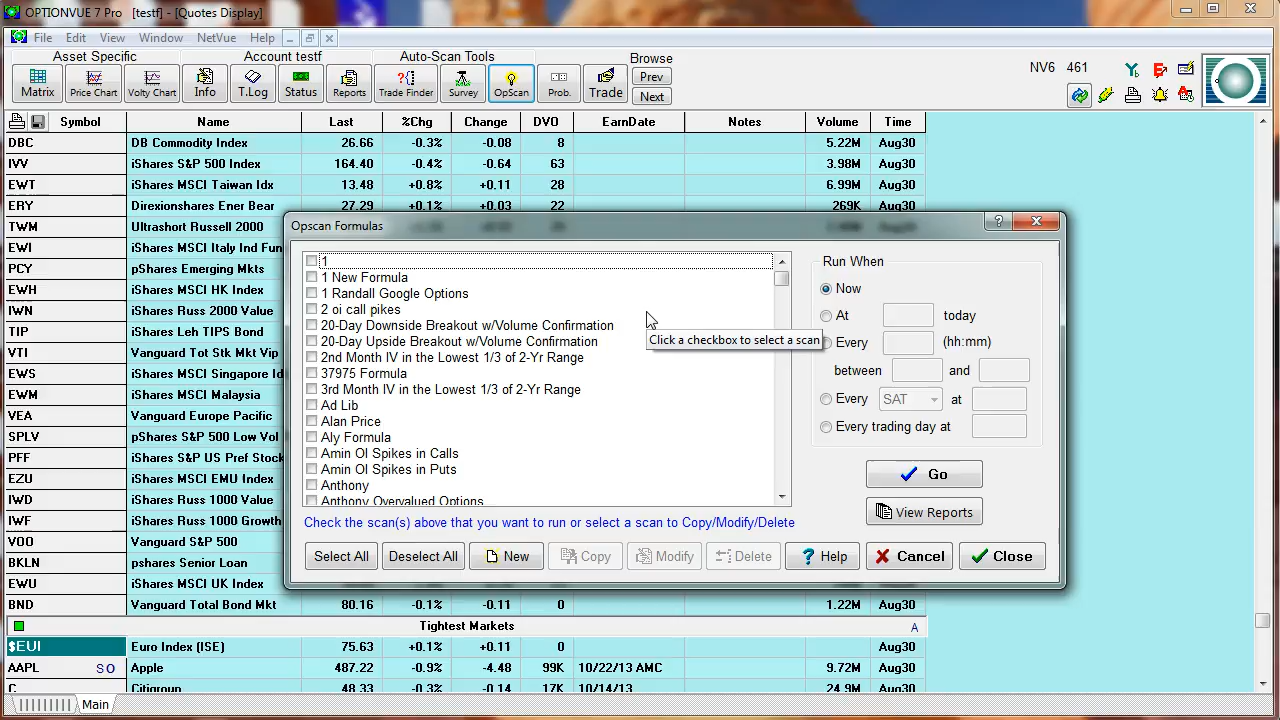 OPTIONVUE 7 Pro [testf] - [Quotes Display]
File Edit View Window NetVue Help
Asset Specific Account testf Auto-Scan Tools Browse
Matrix Price Chart Volty Chart Info T.Log Status Reports Trade Finder Survey OpScan Prob. Trade Prev Next NV6 461
Symbol Name Last %Chg Change DVO EarnDate Notes Volume Time
DBC DB Commodity Index 26.66 -0.3% -0.08 8 5.22M Aug30
IVV iShares S&P 500 Index 164.40 -0.4% -0.64 63 3.98M Aug30
EWT iShares MSCI Taiwan Idx 13.48 +0.8% +0.11 28 6.99M Aug30
ERY Direxionshares Ener Bear 27.29 +0.1% +0.03 22 269K Aug30
TWM Ultrashort Russell 2000
EWI iShares MSCI Italy Ind Fun
PCY pShares Emerging Mkts
EWH iShares MSCI HK Index
IWN iShares Russ 2000 Value
TIP iShares Leh TIPS Bond
VTI Vanguard Tot Stk Mkt Vip
EWS iShares MSCI Singapore
EWM iShares MSCI Malaysia
VEA Vanguard Europe Pacific
SPLV pShares S&P 500 Low Vol
PFF iShares S&P US Pref Stock
EZU iShares MSCI EMU Index
IWD iShares Russ 1000 Value
IWF iShares Russ 1000 Growth
VOO Vanguard S&P 500
BKLN pshares Senior Loan
EWU iShares MSCI UK Index
BND Vanguard Total Bond Mkt 80.16 -0.1% -0.11 0 1.22M Aug30
Tightest Markets A
$EUI Euro Index (ISE) 75.63 +0.1% +0.11 0 Aug30
AAPL SO Apple 487.22 -0.9% -4.48 99K 10/22/13 AMC 9.72M Aug30
C Citigroup 48.33 -0.3% -0.14 17K 10/14/13 24.9M Aug30
Main
Opscan Formulas
1
1 New Formula
1 Randall Google Options
2 oi call pikes
20-Day Downside Breakout w/Volume Confirmation
20-Day Upside Breakout w/Volume Confirmation
2nd Month IV in the Lowest 1/3 of 2-Yr Range
37975 Formula
3rd Month IV in the Lowest 1/3 of 2-Yr Range
Ad Lib
Alan Price
Aly Formula
Amin OI Spikes in Calls
Amin OI Spikes in Puts
Anthony
Anthony Overvalued Options
Click a checkbox to select a scan
Run When
Now
At today
Every (hh:mm)
between and
Every SAT at
Every trading day at
Go
View Reports
Check the scan(s) above that you want to run or select a scan to Copy/Modify/Delete
Select All Deselect All New Copy Modify Delete Help Cancel Close